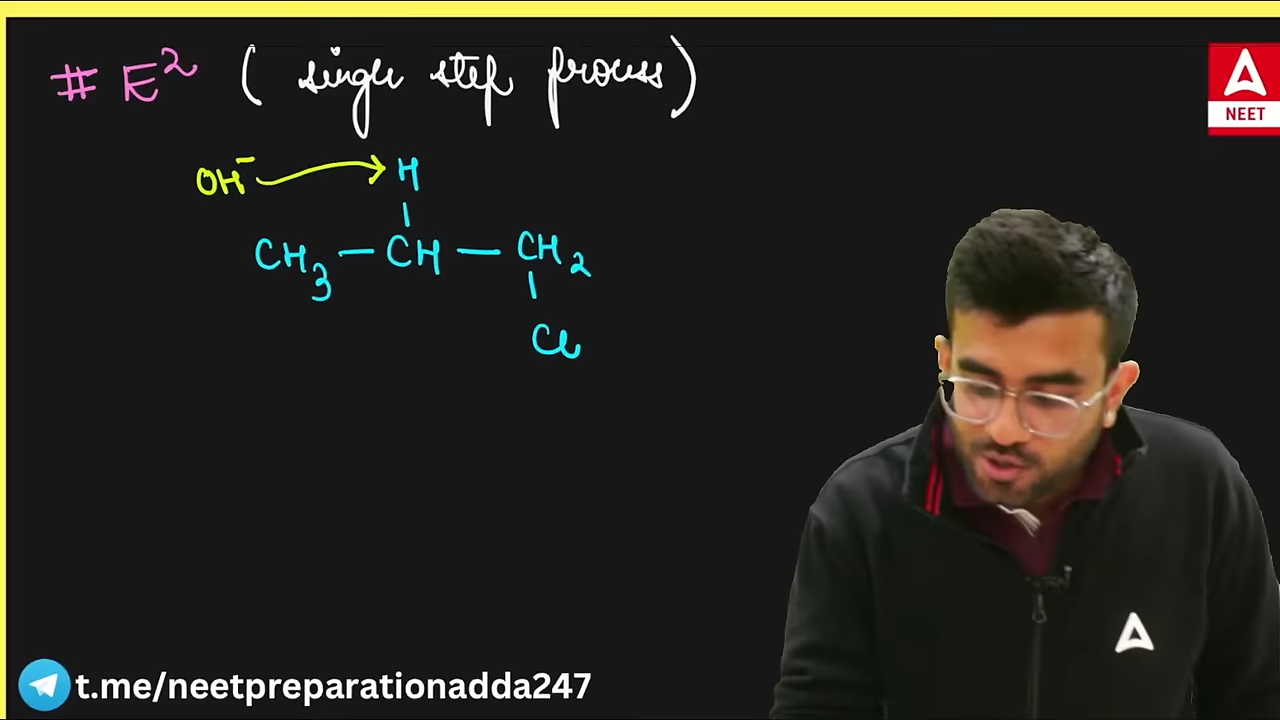 # E² (single step process)
NEET
OH⁻ H
CH₃ — CH — CH₂
Cl
t.me/neetpreparationadda247